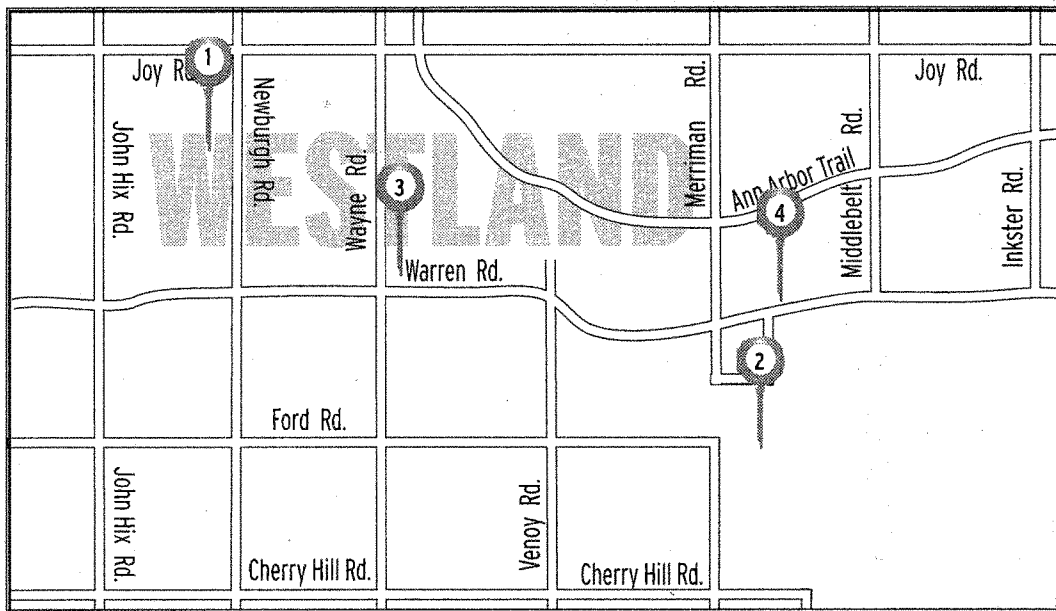 1
Joy Rd.
Joy Rd.
Newburgh Rd.
John Hix Rd.
WESTLAND
Wayne Rd.
3
Merriman Rd.
Ann Arbor Trail
4
Middlebelt Rd.
Inkster Rd.
Warren Rd.
2
Ford Rd.
John Hix Rd.
Venoy Rd.
Cherry Hill Rd.
Cherry Hill Rd.